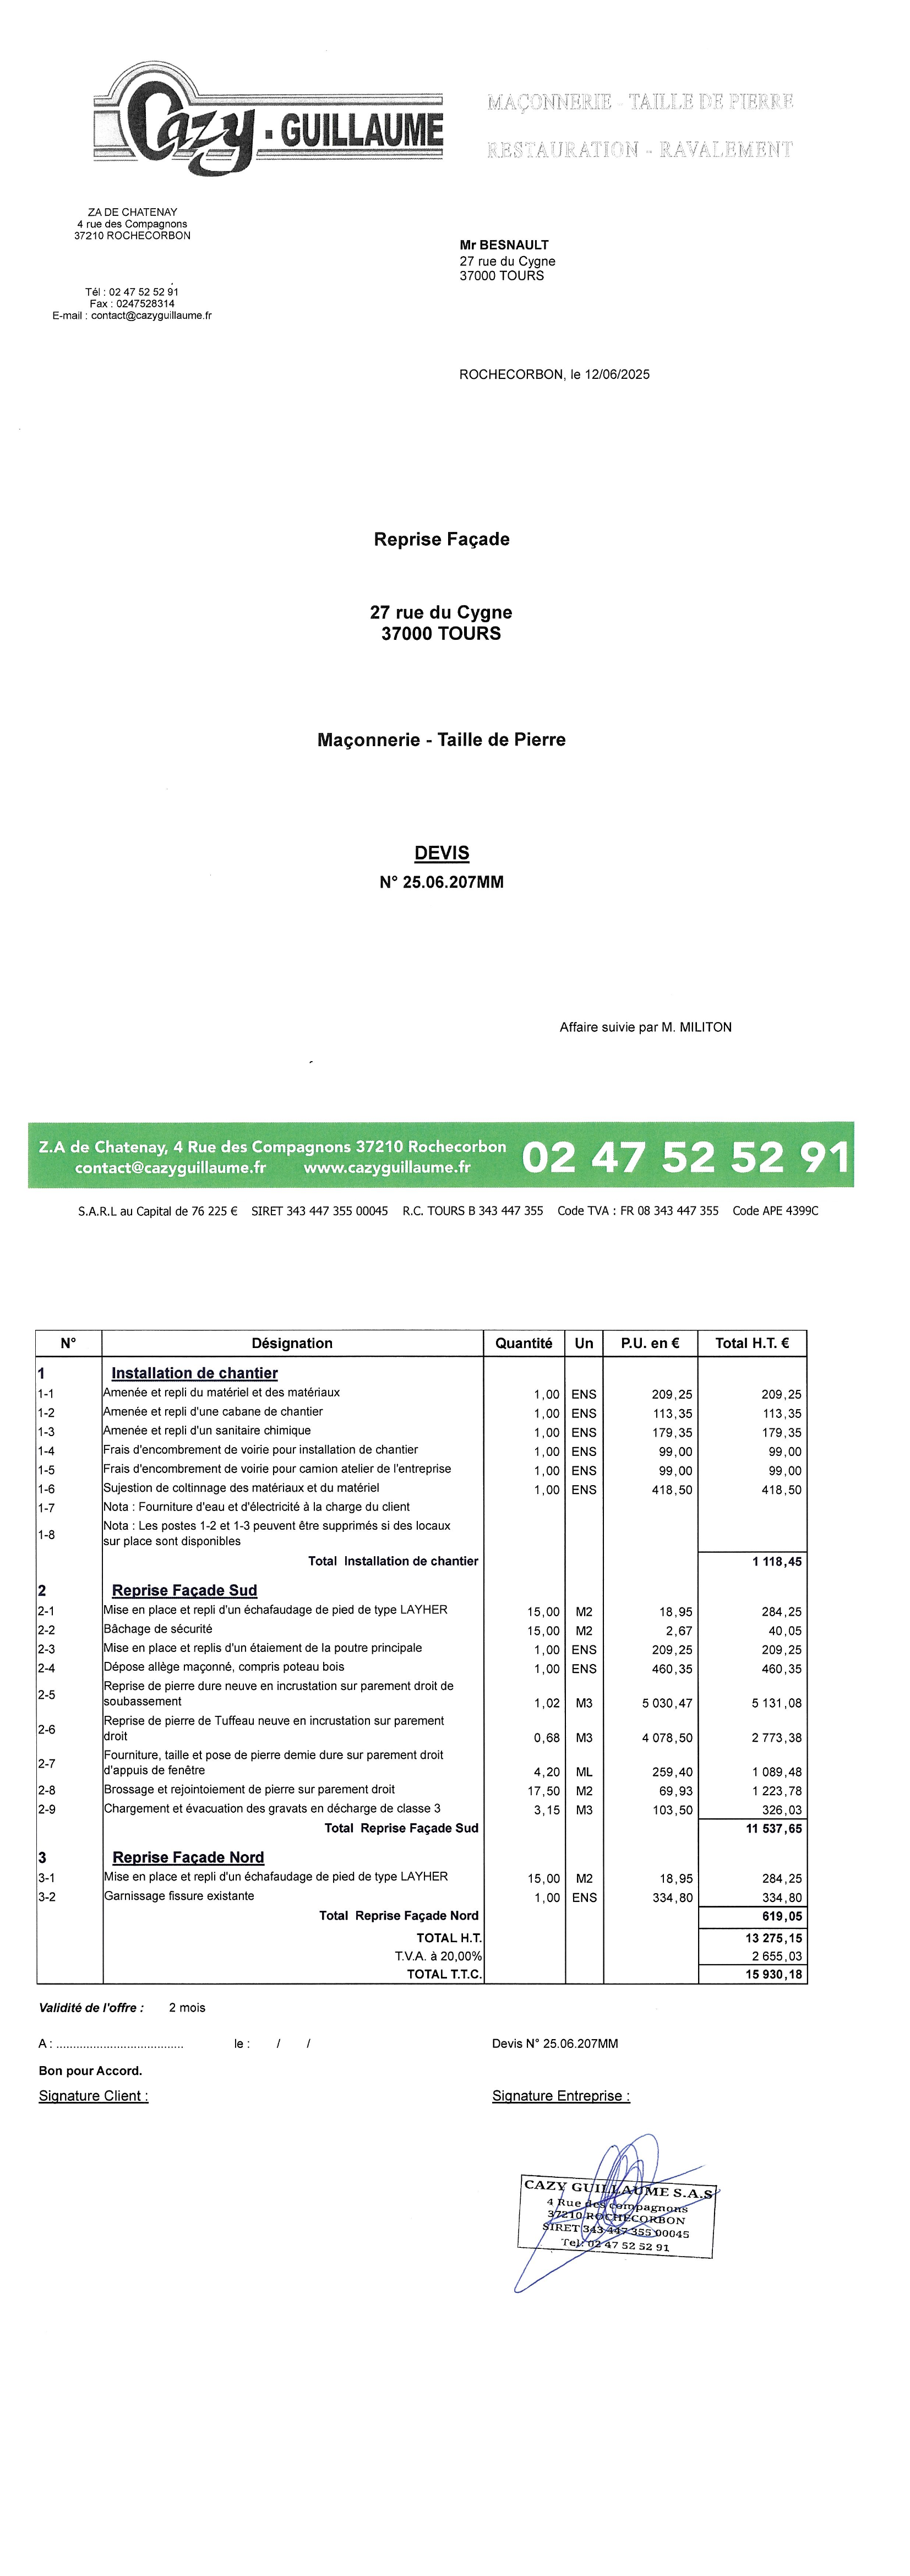 Cazy - GUILLAUME
MAÇONNERIE - TAILLE DE PIERRE
RESTAURATION - RAVALEMENT
ZA DE CHATENAY
4 rue des Compagnons
37210 ROCHECORBON
Mr BESNAULT
27 rue du Cygne
37000 TOURS
Tél : 02 47 52 52 91
Fax : 0247528314
E-mail : contact@cazyguillaume.fr
ROCHECORBON, le 12/06/2025
Reprise Façade
27 rue du Cygne
37000 TOURS
Maçonnerie - Taille de Pierre
DEVIS
N° 25.06.207MM
Affaire suivie par M. MILITON
Z.A de Chatenay, 4 Rue des Compagnons 37210 Rochecorbon 02 47 52 52 91
contact@cazyguillaume.fr www.cazyguillaume.fr
S.A.R.L au Capital de 76 225 € SIRET 343 447 355 00045 R.C. TOURS B 343 447 355 Code TVA : FR 08 343 447 355 Code APE 4399C
N° Désignation Quantité Un P.U. en € Total H.T. €
1 Installation de chantier
1-1 Amenée et repli du matériel et des matériaux 1,00 ENS 209,25 209,25
1-2 Amenée et repli d'une cabane de chantier 1,00 ENS 113,35 113,35
1-3 Amenée et repli d'un sanitaire chimique 1,00 ENS 179,35 179,35
1-4 Frais d'encombrement de voirie pour installation de chantier 1,00 ENS 99,00 99,00
1-5 Frais d'encombrement de voirie pour camion atelier de l'entreprise 1,00 ENS 99,00 99,00
1-6 Sujestion de coltinnage des matériaux et du matériel 1,00 ENS 418,50 418,50
1-7 Nota : Fourniture d'eau et d'électricité à la charge du client
1-8 Nota : Les postes 1-2 et 1-3 peuvent être supprimés si des locaux
sur place sont disponibles
Total Installation de chantier 1 118,45
2 Reprise Façade Sud
2-1 Mise en place et repli d'un échafaudage de pied de type LAYHER 15,00 M2 18,95 284,25
2-2 Bâchage de sécurité 15,00 M2 2,67 40,05
2-3 Mise en place et replis d'un étaiement de la poutre principale 1,00 ENS 209,25 209,25
2-4 Dépose allège maçonné, compris poteau bois 1,00 ENS 460,35 460,35
2-5 Reprise de pierre dure neuve en incrustation sur parement droit de
soubassement 1,02 M3 5 030,47 5 131,08
2-6 Reprise de pierre de Tuffeau neuve en incrustation sur parement
droit 0,68 M3 4 078,50 2 773,38
2-7 Fourniture, taille et pose de pierre demie dure sur parement droit
d'appuis de fenêtre 4,20 ML 259,40 1 089,48
2-8 Brossage et rejointoiement de pierre sur parement droit 17,50 M2 69,93 1 223,78
2-9 Chargement et évacuation des gravats en décharge de classe 3 3,15 M3 103,50 326,03
Total Reprise Façade Sud 11 537,65
3 Reprise Façade Nord
3-1 Mise en place et repli d'un échafaudage de pied de type LAYHER 15,00 M2 18,95 284,25
3-2 Garnissage fissure existante 1,00 ENS 334,80 334,80
Total Reprise Façade Nord 619,05
TOTAL H.T. 13 275,15
T.V.A. à 20,00% 2 655,03
TOTAL T.T.C. 15 930,18
Validité de l'offre : 2 mois
A : ...................................... le : / / Devis N° 25.06.207MM
Bon pour Accord.
Signature Client : Signature Entreprise :
CAZY GUILLAUME S.A.S
4 Rue des compagnons
37210 ROCHECORBON
SIRET 343 447 355 00045
Tel: 02 47 52 52 91